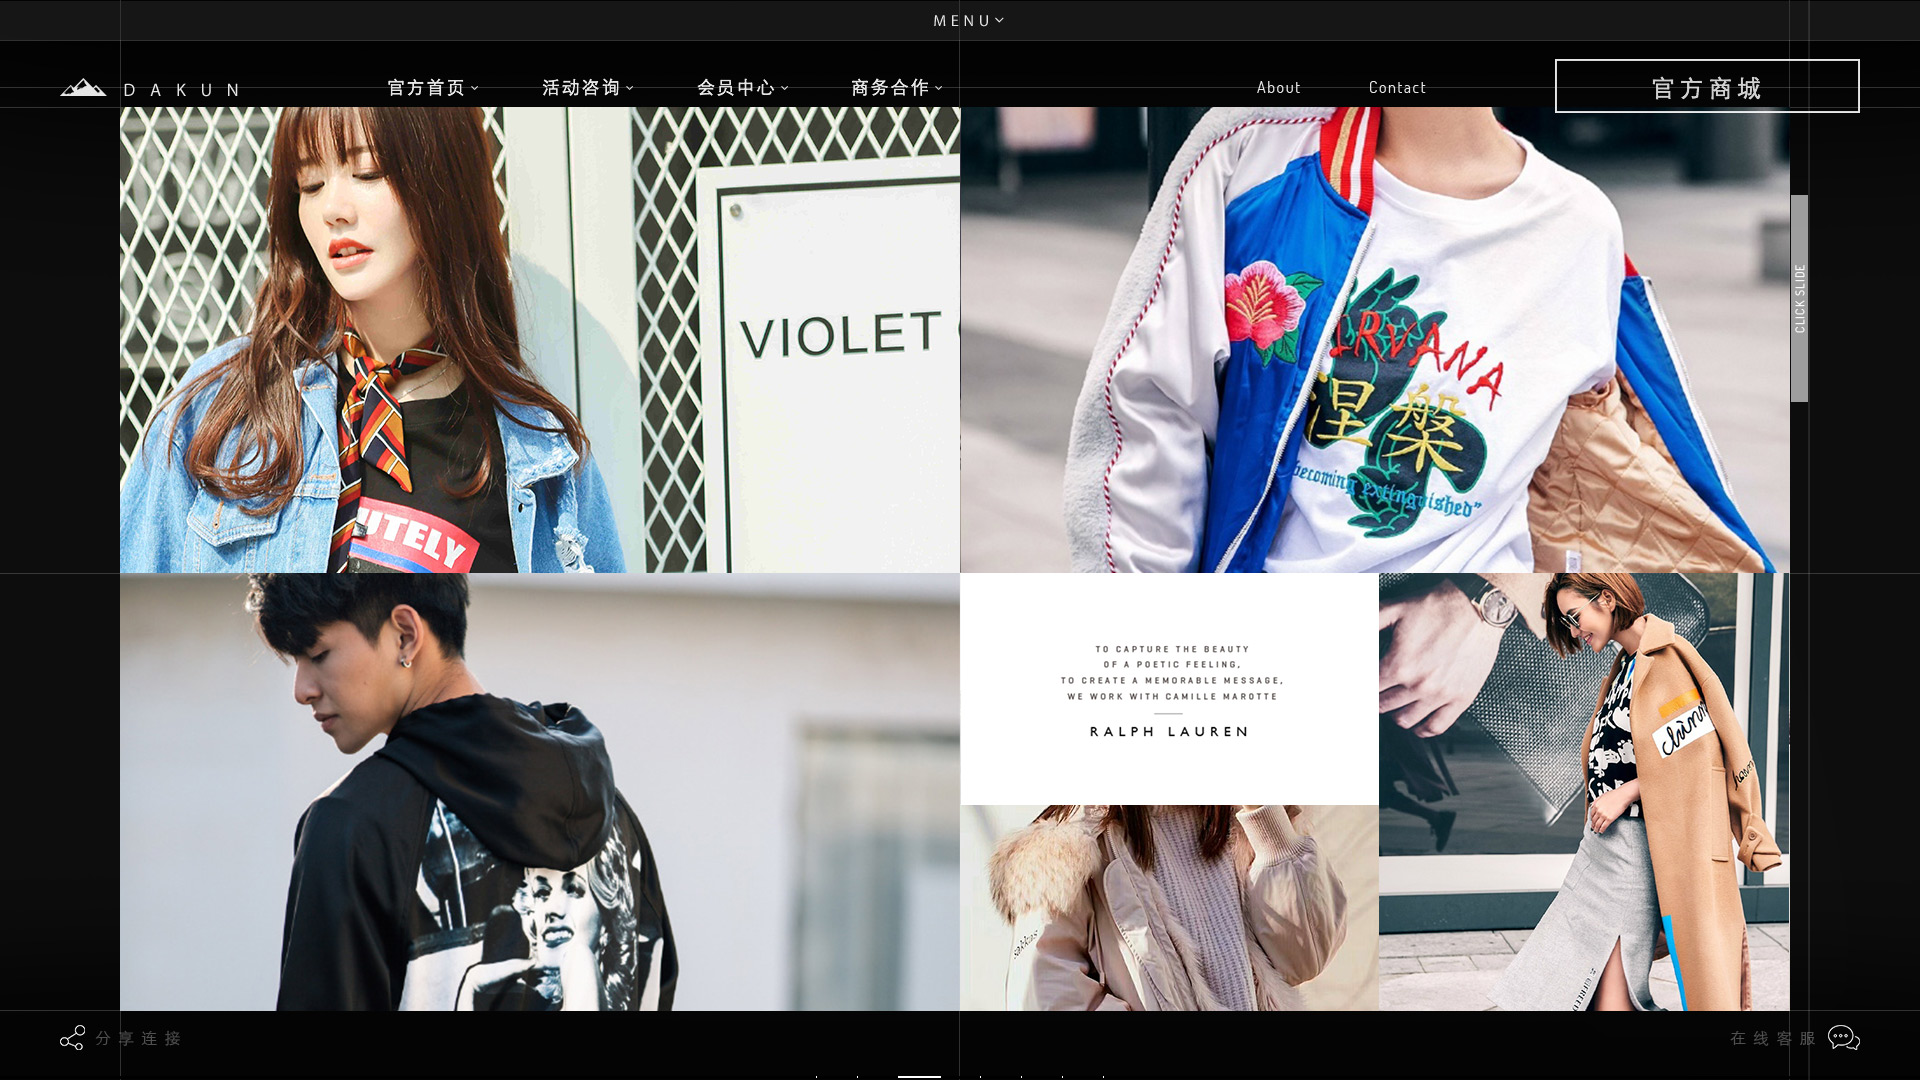 MENU
DAKUN
官方首页
活动咨询
会员中心
商务合作
About
Contact
官方商城
VIOLET
UTELY
NIRVANA
涅槃
"becoming extinguished"
CLICK SLIDE
TO CAPTURE THE BEAUTY
OF A POETIC FEELING,
TO CREATE A MEMORABLE MESSAGE,
WE WORK WITH CAMILLE MAROTTE
RALPH LAUREN
分享连接
在线客服